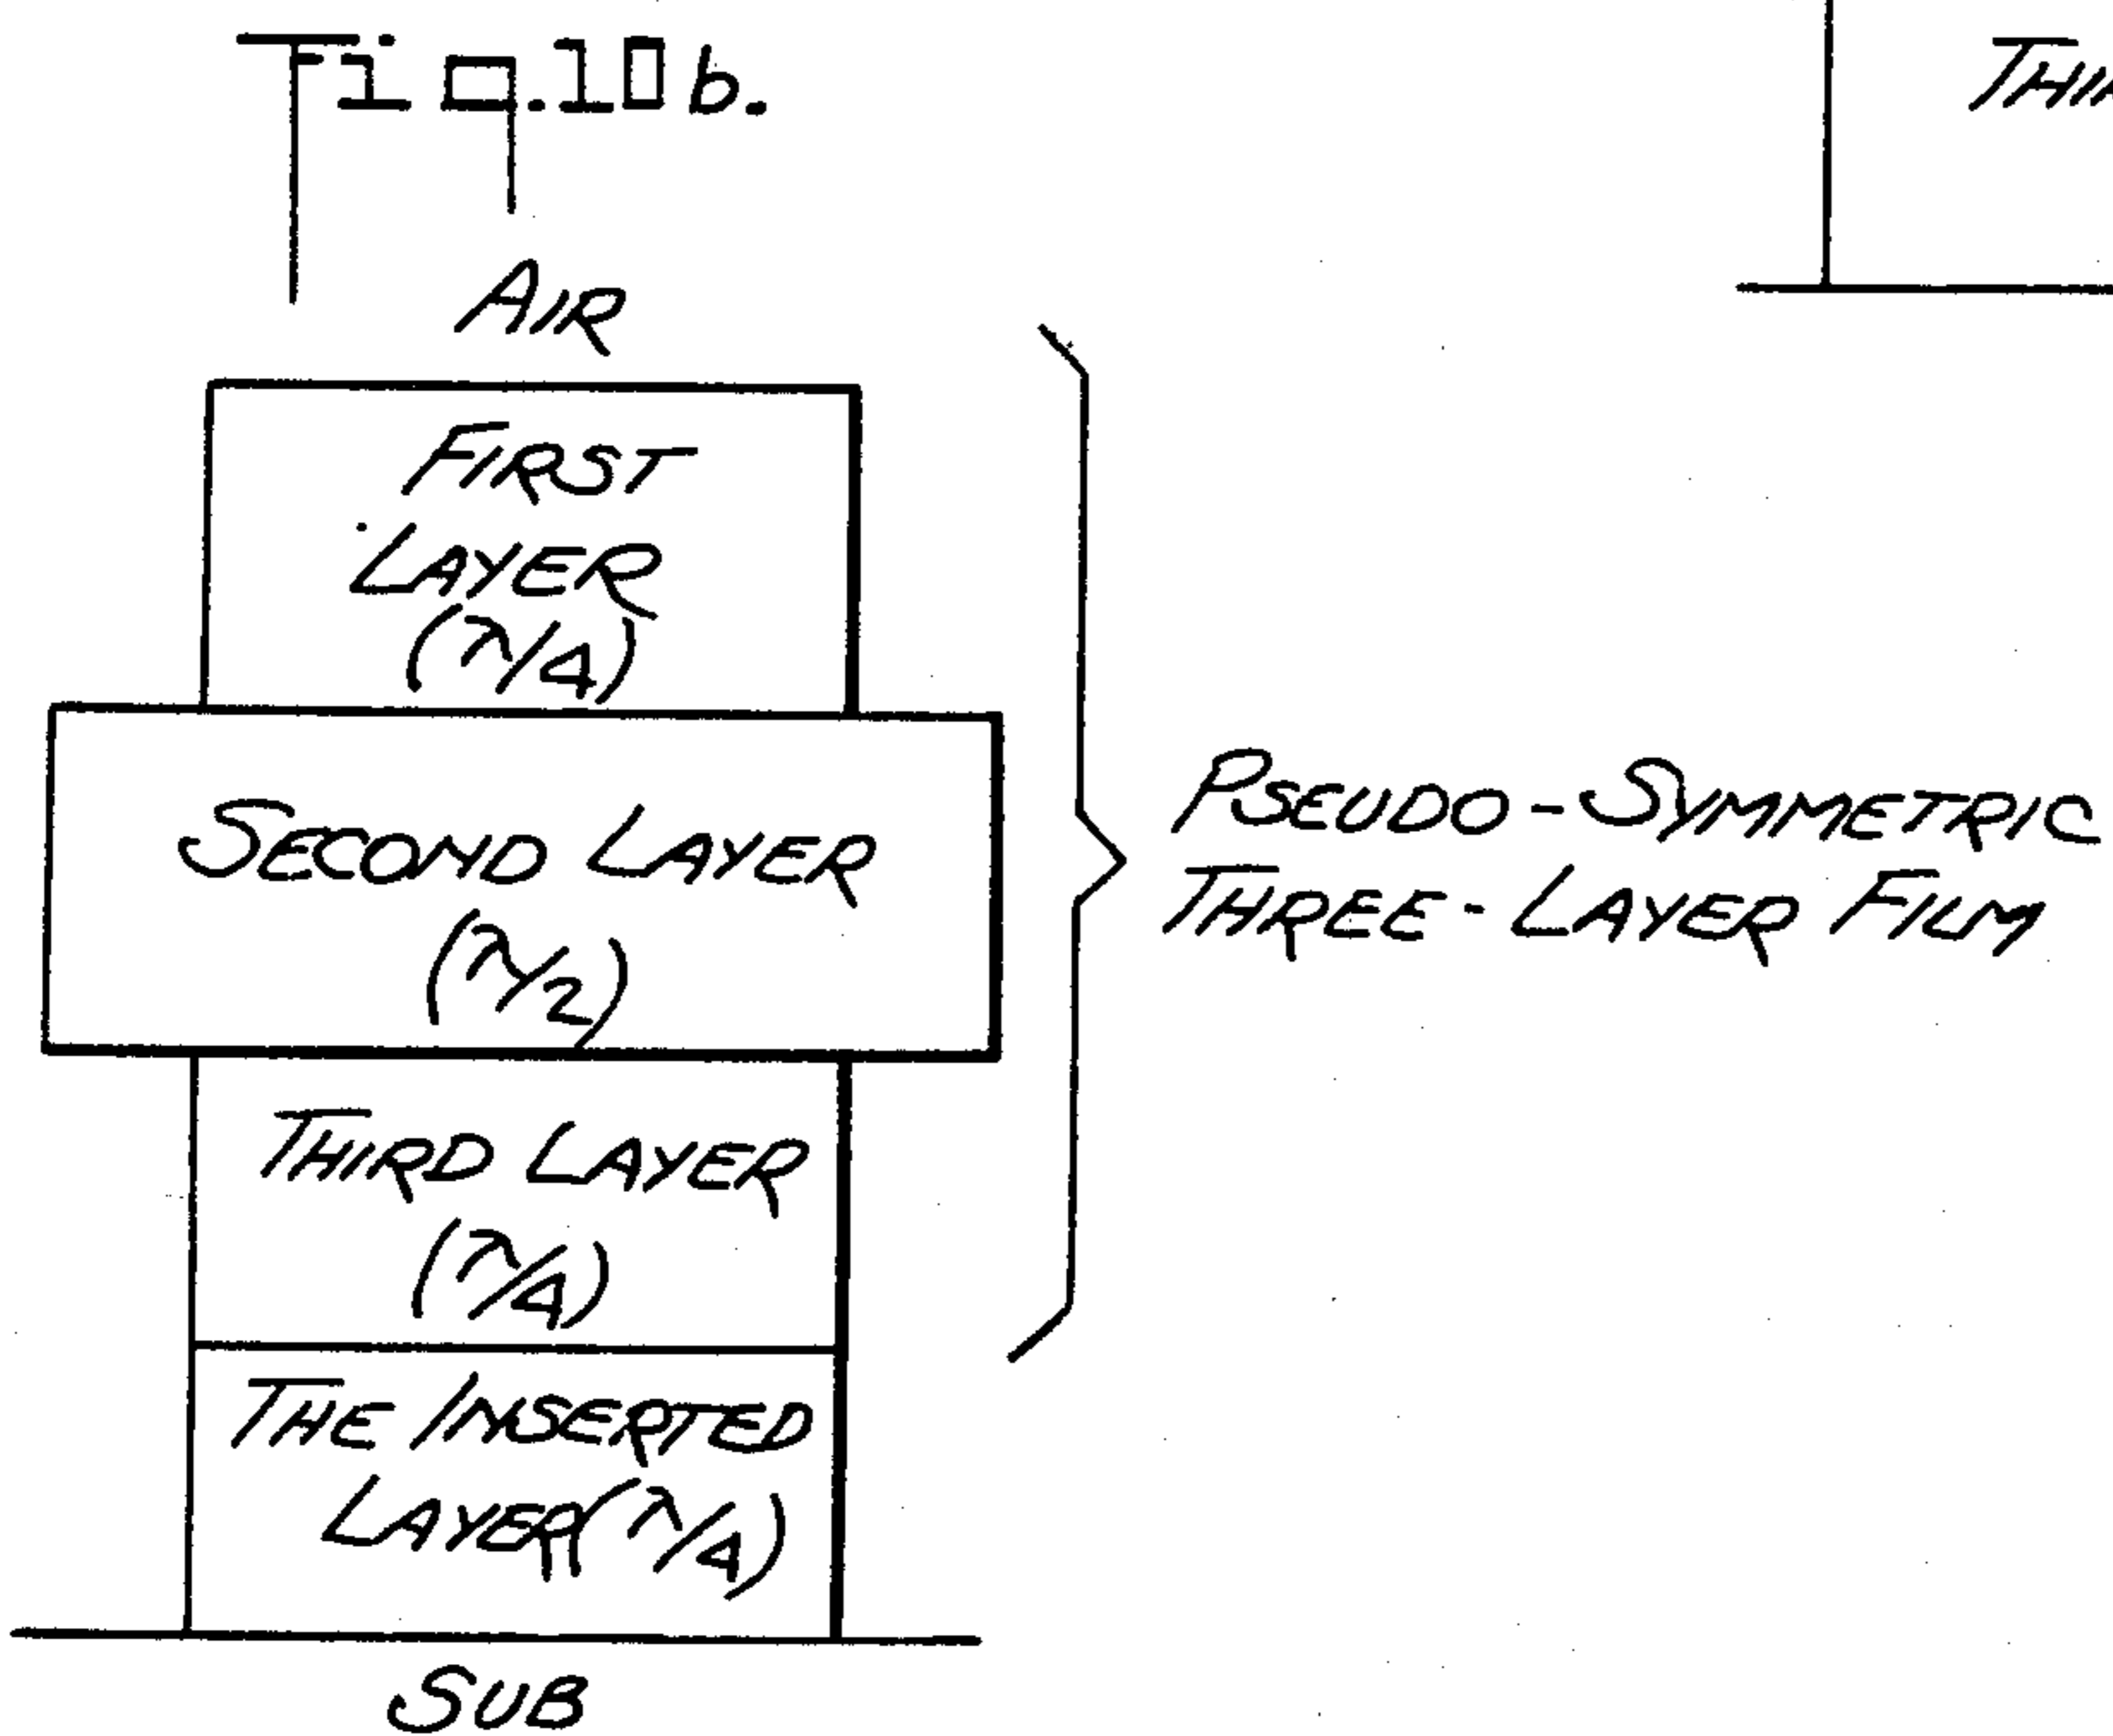 Fig.10b.
AIR
FIRST
LAYER
(λ/4)
SECOND LAYER
(λ/2)
THIRD LAYER
(λ/4)
THE INSERTED
LAYER (λ/4)
SUB
PSEUDO-SYMMETRIC
THREE-LAYER FILM